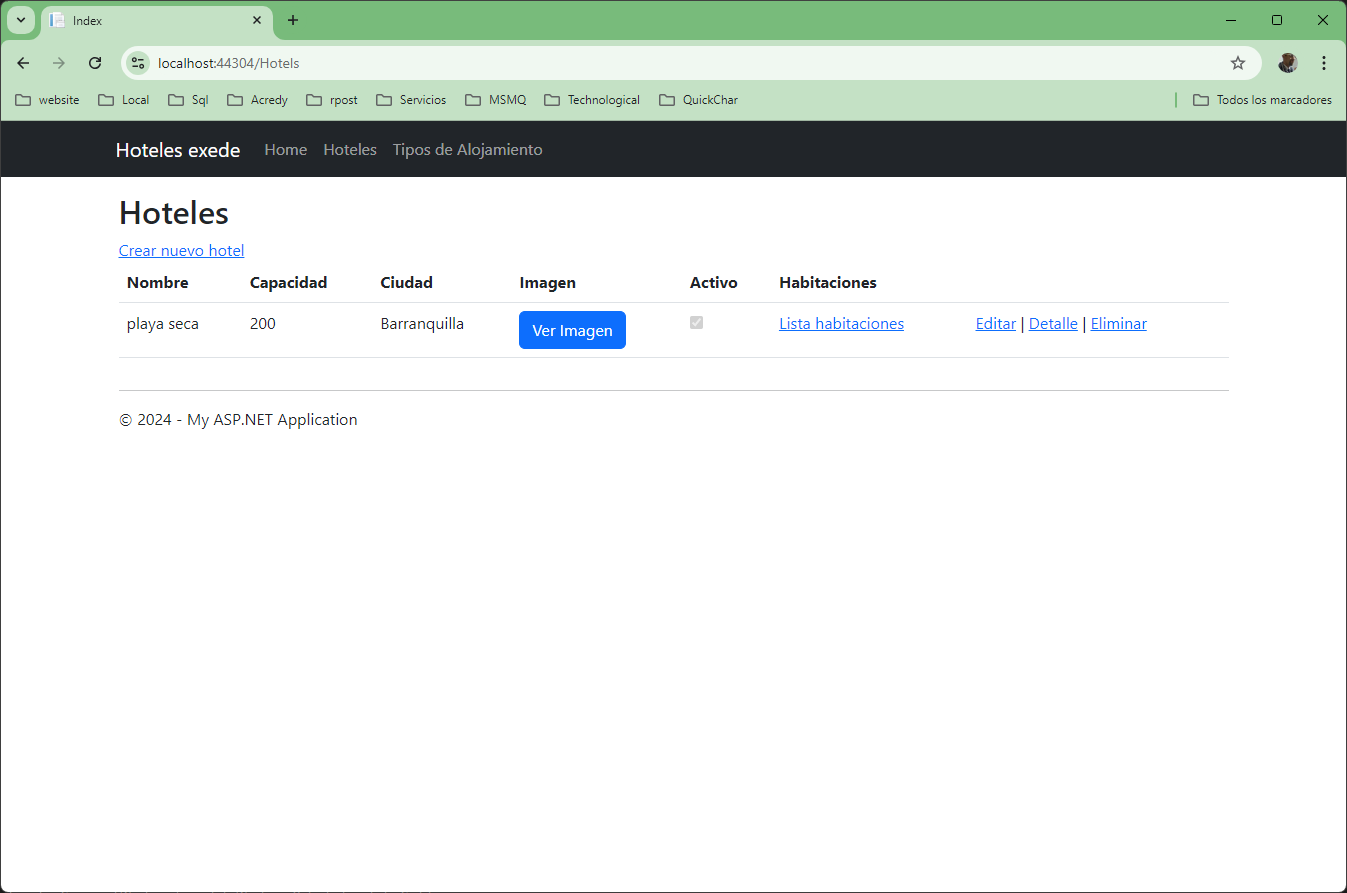 Index
localhost:44304/Hotels
website Local Sql Acredy rpost Servicios MSMQ Technological QuickChar Todos los marcadores
Hoteles exede Home Hoteles Tipos de Alojamiento
Hoteles
Crear nuevo hotel
Nombre Capacidad Ciudad Imagen Activo Habitaciones
playa seca 200 Barranquilla Ver Imagen Lista habitaciones Editar | Detalle | Eliminar
© 2024 - My ASP.NET Application